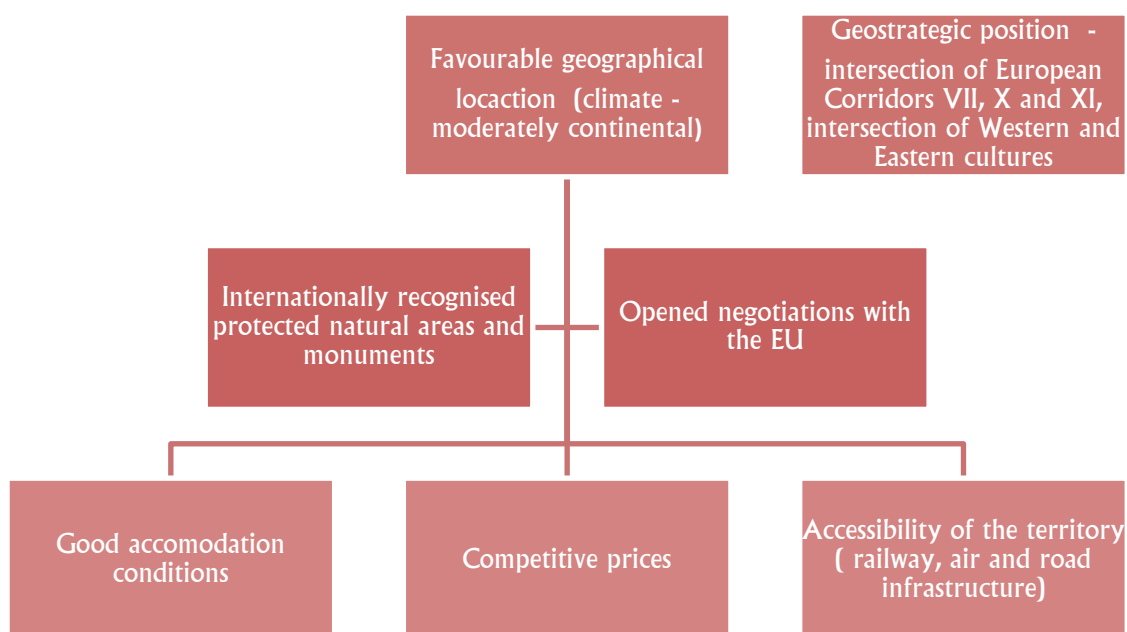 Favourable geographical
locaction (climate -
moderately continental)
Geostrategic position -
intersection of European
Corridors VII, X and XI,
intersection of Western and
Eastern cultures
Internationally recognised
protected natural areas and
monuments
Opened negotiations with
the EU
Good accomodation
conditions
Competitive prices
Accessibility of the territory
( railway, air and road
infrastructure)